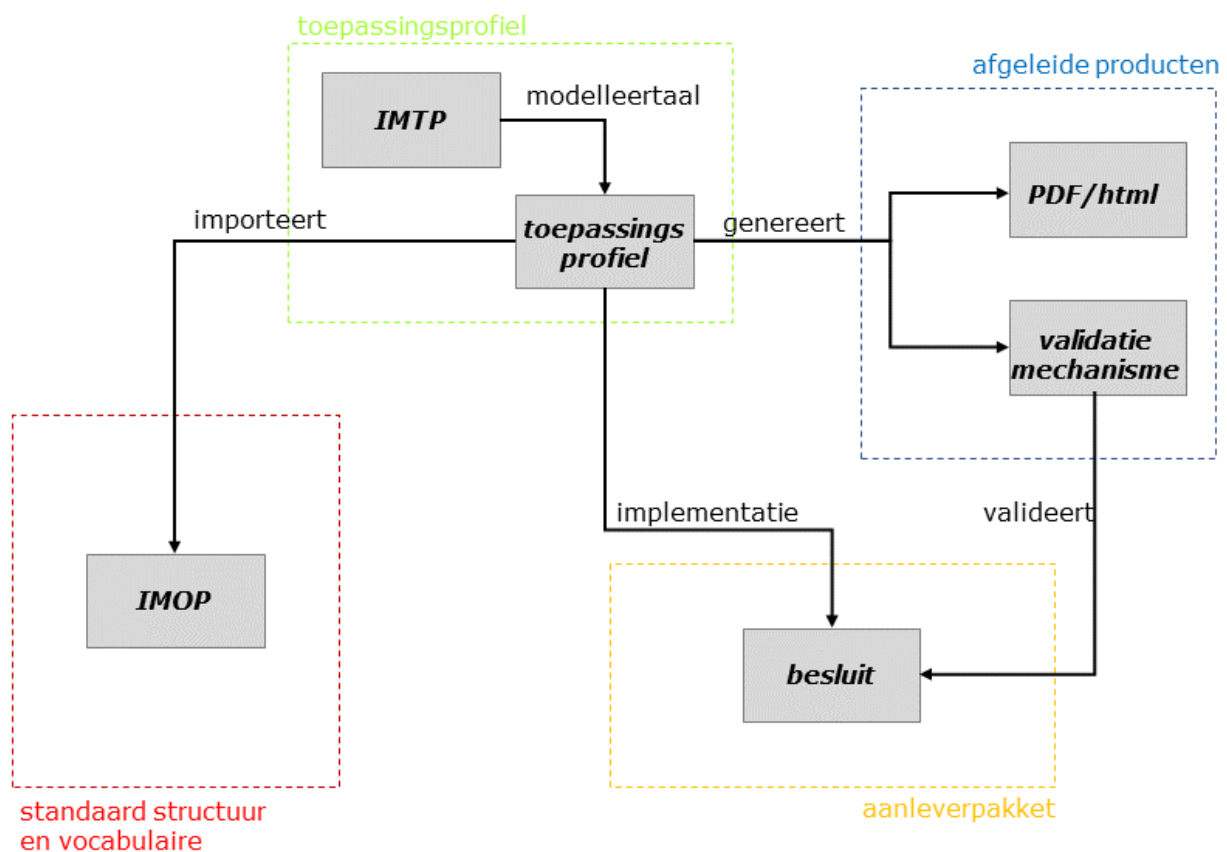 toepassingsprofiel
afgeleide producten
IMTP
modelleertaal
PDF/html
importeert
toepassings
profiel
genereert
validatie
mechanisme
implementatie
valideert
IMOP
besluit
standaard structuur
en vocabulaire
aanleverpakket